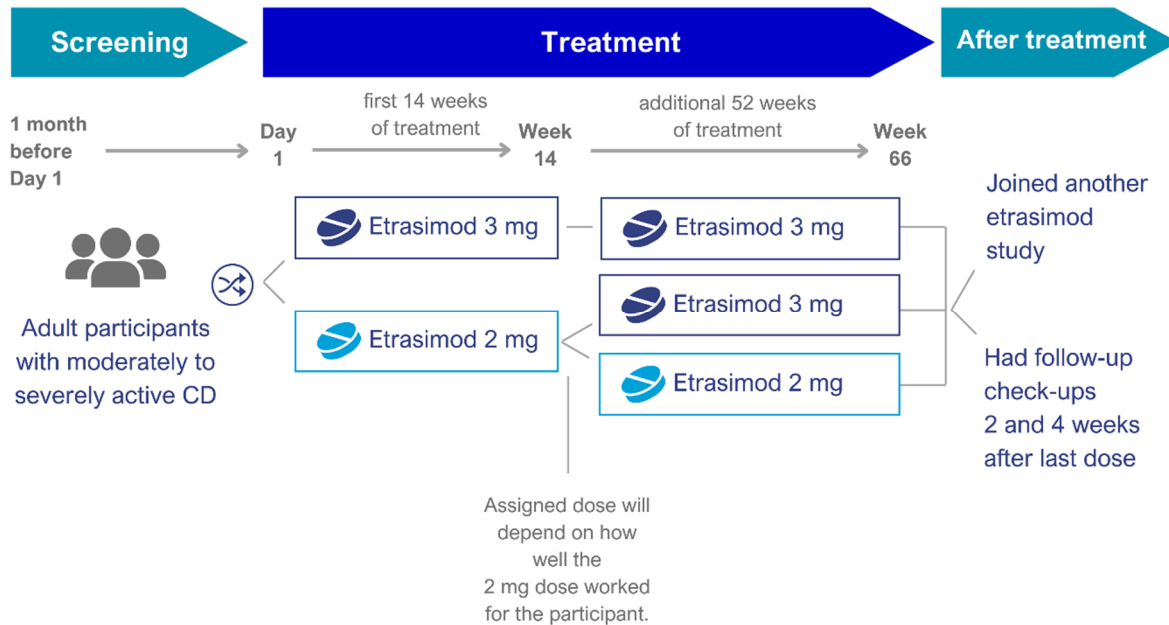 Screening
Treatment
After treatment
1 month
before
Day 1
Day
1
first 14 weeks
of treatment
Week
14
additional 52 weeks
of treatment
Week
66
Adult participants
with moderately to
severely active CD
Etrasimod 3 mg
Etrasimod 2 mg
Etrasimod 3 mg
Etrasimod 3 mg
Etrasimod 2 mg
Assigned dose will
depend on how
well the
2 mg dose worked
for the participant.
Joined another
etrasimod
study
Had follow-up
check-ups
2 and 4 weeks
after last dose